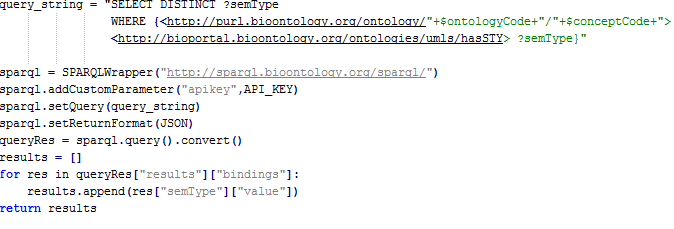 query_string = "SELECT DISTINCT ?semType
WHERE {<http://purl.bioontology.org/ontology/"+$ontologyCode+"/"+$conceptCode+">
<http://bioportal.bioontology.org/ontologies/umls/hasSTY> ?semType}"
sparql = SPARQLWrapper("http://sparql.bioontology.org/sparql/")
sparql.addCustomParameter("apikey",API_KEY)
sparql.setQuery(query_string)
sparql.setReturnFormat(JSON)
queryRes = sparql.query().convert()
results = []
for res in queryRes["results"]["bindings"]:
results.append(res["semType"]["value"])
return results